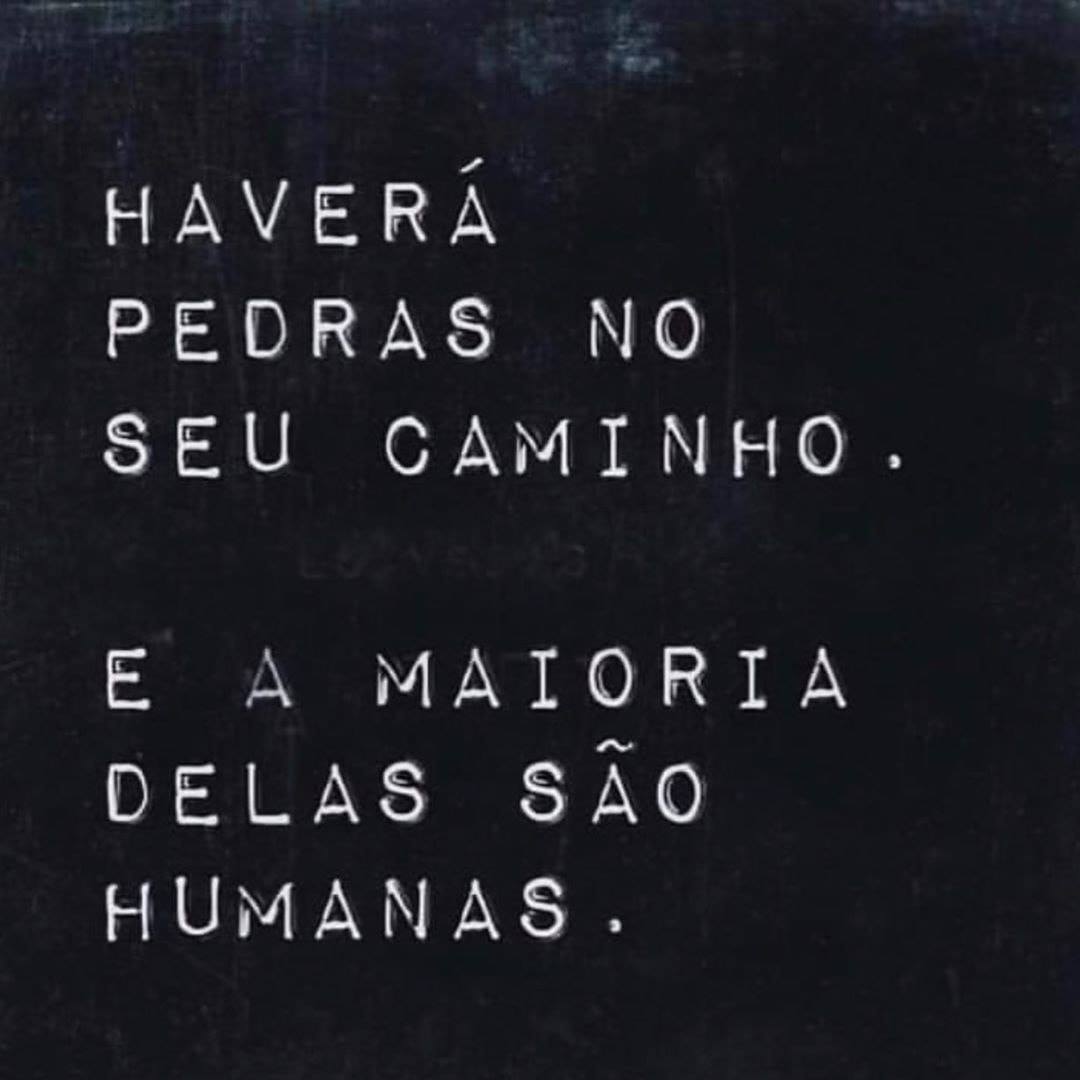 HAVERÁ
PEDRAS NO
SEU CAMINHO.
E A MAIORIA
DELAS SÃO
HUMANAS.